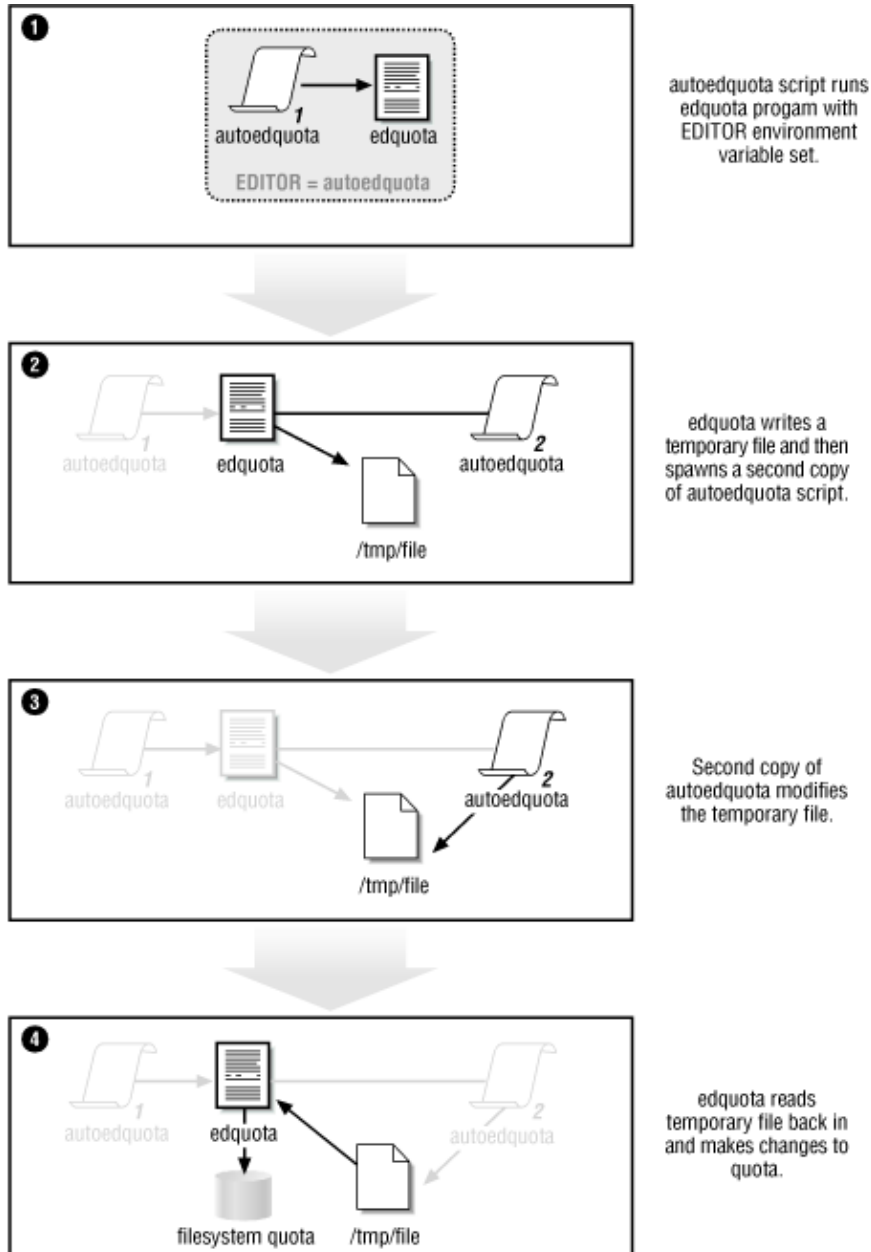 1
1
autoedquota
edquota
EDITOR = autoedquota
autoedquota script runs
edquota progam with
EDITOR environment
variable set.
2
1
autoedquota
edquota
2
autoedquota
/tmp/file
edquota writes a
temporary file and then
spawns a second copy
of autoedquota script.
3
1
autoedquota
edquota
2
autoedquota
/tmp/file
Second copy of
autoedquota modifies
the temporary file.
4
1
autoedquota
edquota
2
autoedquota
filesystem quota
/tmp/file
edquota reads
temporary file back in
and makes changes to
quota.